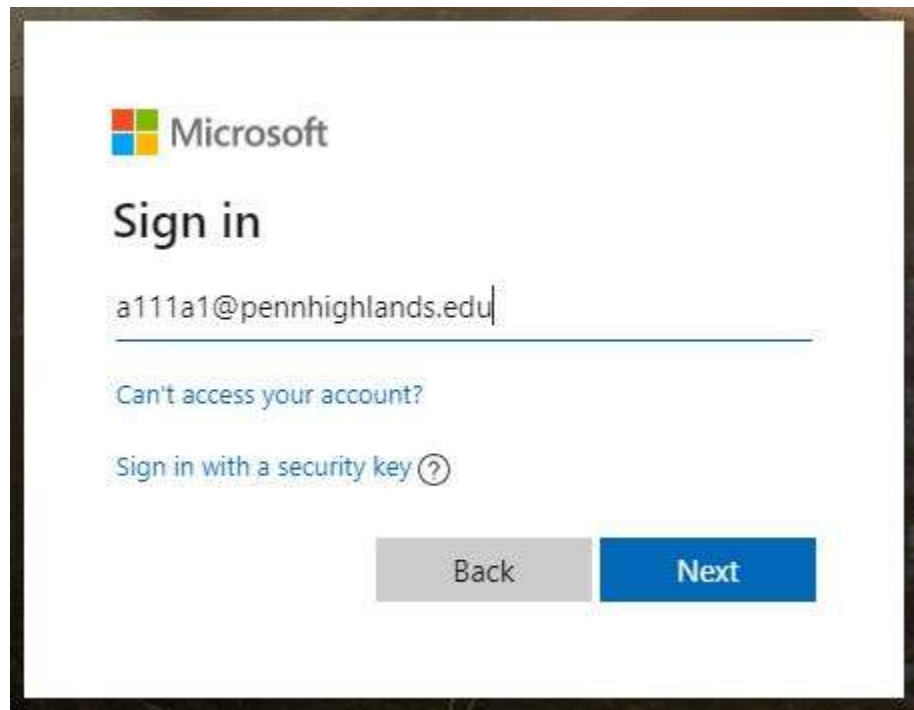 Microsoft
Sign in
a111a1@pennhighlands.edu
Can't access your account?
Sign in with a security key ?
Back Next